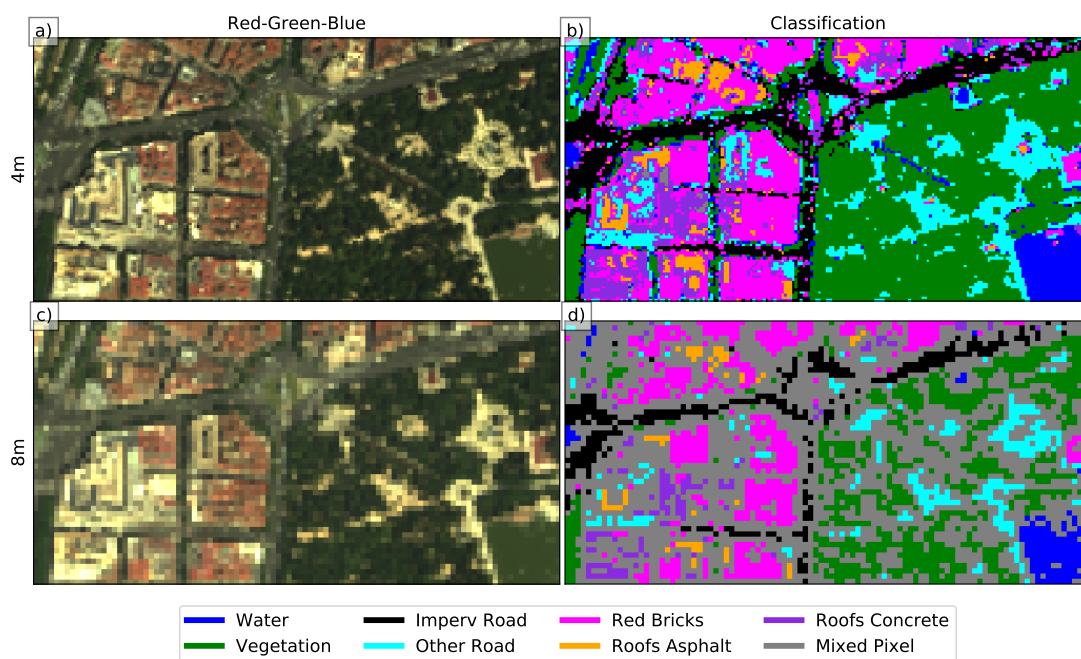 Red-Green-Blue
Classification
a)
b)
4m
c)
d)
8m
Water
Imperv Road
Red Bricks
Roofs Concrete
Vegetation
Other Road
Roofs Asphalt
Mixed Pixel